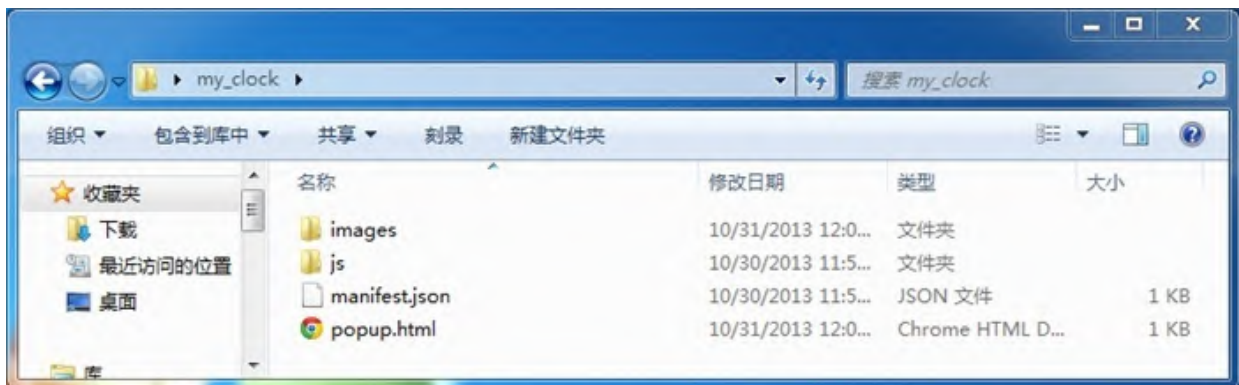 my_clock
搜索 my_clock
组织 包含到库中 共享 刻录 新建文件夹
收藏夹 名称 修改日期 类型 大小
下载 images 10/31/2013 12:0... 文件夹
最近访问的位置 js 10/30/2013 11:5... 文件夹
桌面 manifest.json 10/30/2013 11:5... JSON 文件 1 KB
popup.html 10/31/2013 12:0... Chrome HTML D... 1 KB
库